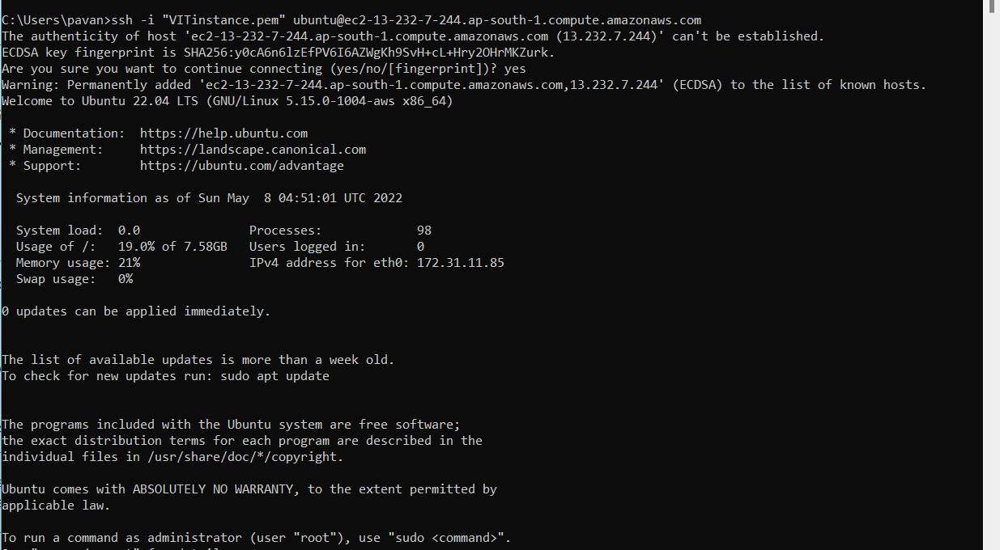 C:\Users\pavan>ssh -i "VITinstance.pem" ubuntu@ec2-13-232-7-244.ap-south-1.compute.amazonaws.com
The authenticity of host 'ec2-13-232-7-244.ap-south-1.compute.amazonaws.com (13.232.7.244)' can't be established.
ECDSA key fingerprint is SHA256:y0cA6n6lzEfPV6I6AZWgKh9SvH+cL+Hry2OHrMKZurk.
Are you sure you want to continue connecting (yes/no/[fingerprint])? yes
Warning: Permanently added 'ec2-13-232-7-244.ap-south-1.compute.amazonaws.com,13.232.7.244' (ECDSA) to the list of known hosts.
Welcome to Ubuntu 22.04 LTS (GNU/Linux 5.15.0-1004-aws x86_64)
* Documentation:  https://help.ubuntu.com
* Management:     https://landscape.canonical.com
* Support:        https://ubuntu.com/advantage
System information as of Sun May  8 04:51:01 UTC 2022
System load:  0.0               Processes:             98
Usage of /:   19.0% of 7.58GB   Users logged in:       0
Memory usage: 21%               IPv4 address for eth0: 172.31.11.85
Swap usage:   0%
0 updates can be applied immediately.
The list of available updates is more than a week old.
To check for new updates run: sudo apt update
The programs included with the Ubuntu system are free software;
the exact distribution terms for each program are described in the
individual files in /usr/share/doc/*/copyright.
Ubuntu comes with ABSOLUTELY NO WARRANTY, to the extent permitted by
applicable law.
To run a command as administrator (user "root"), use "sudo <command>".